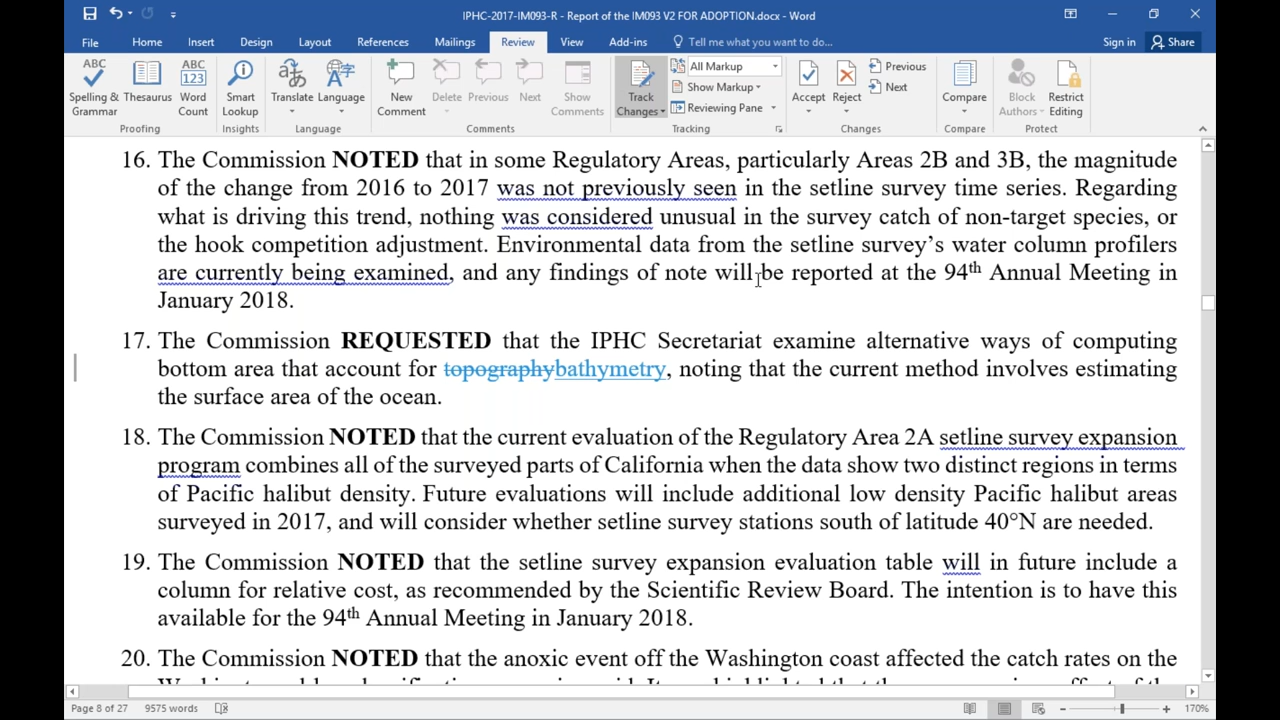 IPHC-2017-IM093-R - Report of the IM093 V2 FOR ADOPTION.docx - Word
File Home Insert Design Layout References Mailings Review View Add-ins Tell me what you want to do... Sign in Share
ABC ABC 123
Spelling & Grammar Thesaurus Word Count Smart Lookup Translate Language New Comment Delete Previous Next Show Comments Track Changes All Markup Show Markup Reviewing Pane Accept Reject Previous Next Compare Block Authors Restrict Editing
Proofing Insights Language Comments Tracking Changes Compare Protect
16. The Commission NOTED that in some Regulatory Areas, particularly Areas 2B and 3B, the magnitude
of the change from 2016 to 2017 was not previously seen in the setline survey time series. Regarding
what is driving this trend, nothing was considered unusual in the survey catch of non-target species, or
the hook competition adjustment. Environmental data from the setline survey's water column profilers
are currently being examined, and any findings of note will be reported at the 94th Annual Meeting in
January 2018.
17. The Commission REQUESTED that the IPHC Secretariat examine alternative ways of computing
bottom area that account for topographybathymetry, noting that the current method involves estimating
the surface area of the ocean.
18. The Commission NOTED that the current evaluation of the Regulatory Area 2A setline survey expansion
program combines all of the surveyed parts of California when the data show two distinct regions in terms
of Pacific halibut density. Future evaluations will include additional low density Pacific halibut areas
surveyed in 2017, and will consider whether setline survey stations south of latitude 40°N are needed.
19. The Commission NOTED that the setline survey expansion evaluation table will in future include a
column for relative cost, as recommended by the Scientific Review Board. The intention is to have this
available for the 94th Annual Meeting in January 2018.
20. The Commission NOTED that the anoxic event off the Washington coast affected the catch rates on the
Page 8 of 27 9575 words 170%